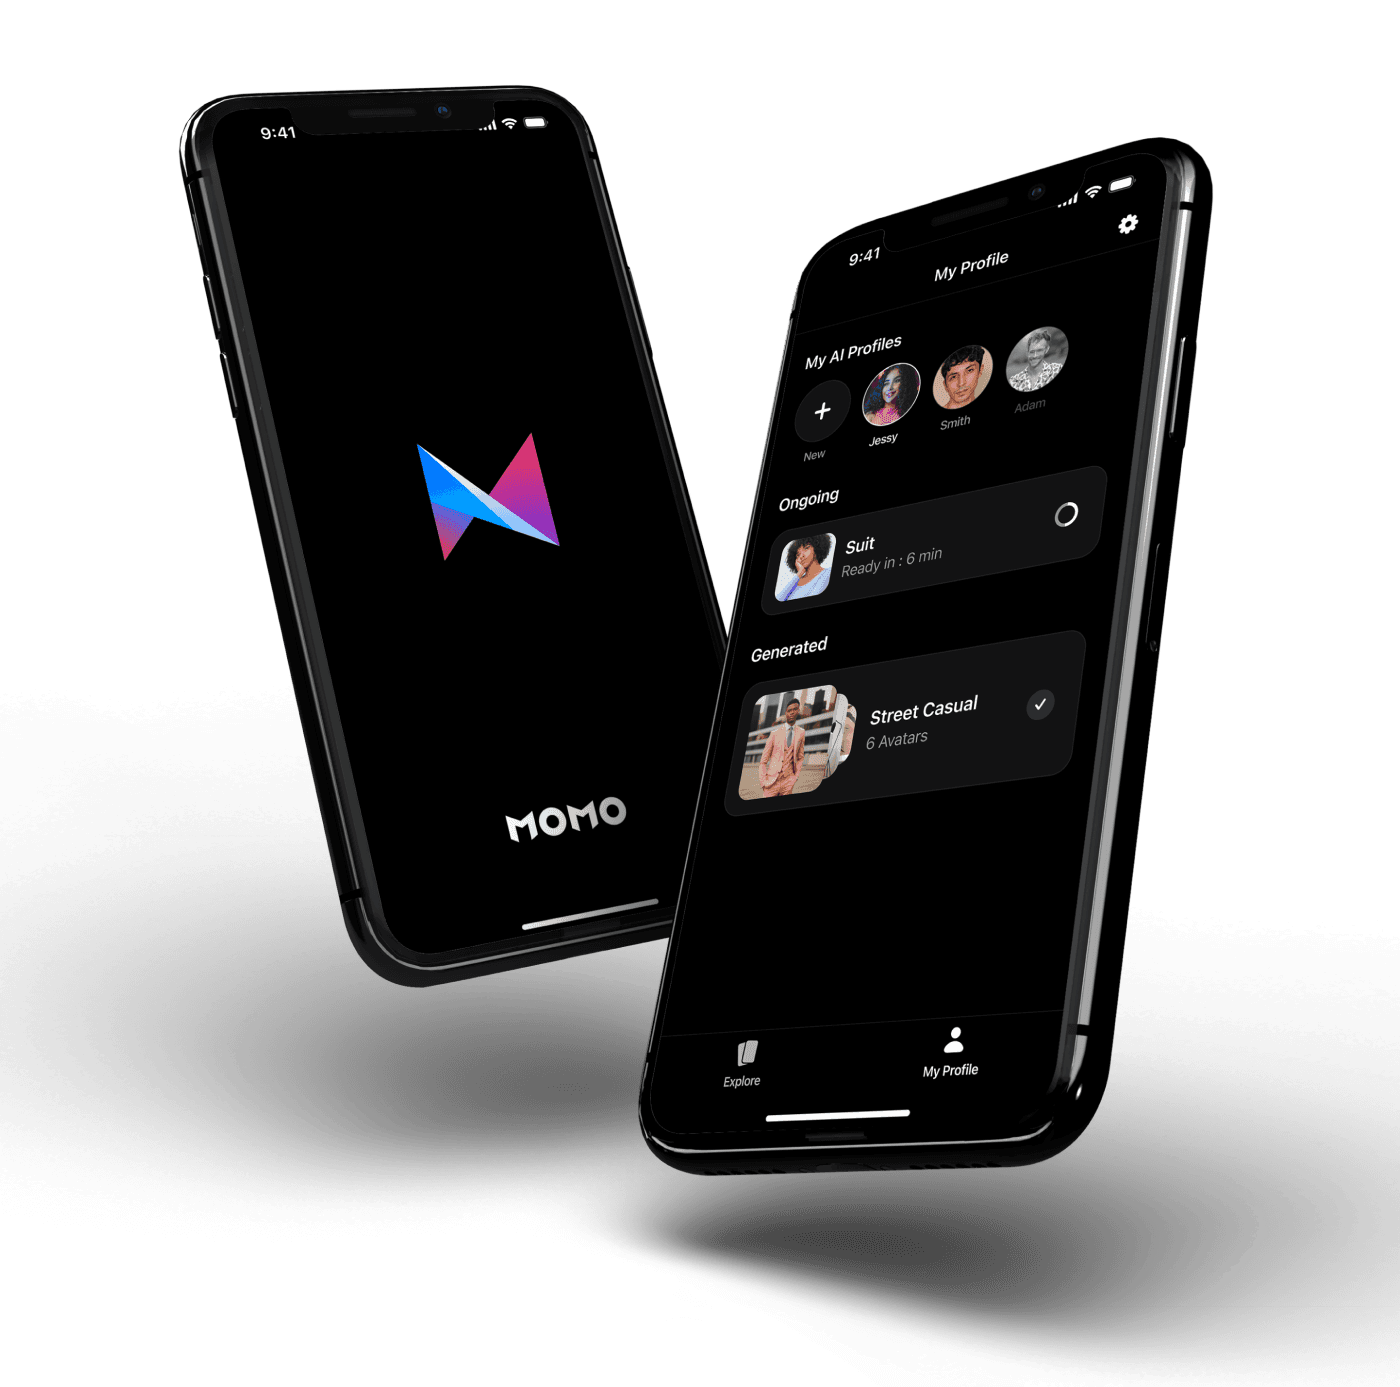 9:41
MOMO
9:41
My Profile
My AI Profiles
New
Jessy
Smith
Adam
Ongoing
Suit
Ready in : 6 min
Generated
Street Casual
6 Avatars
Explore
My Profile